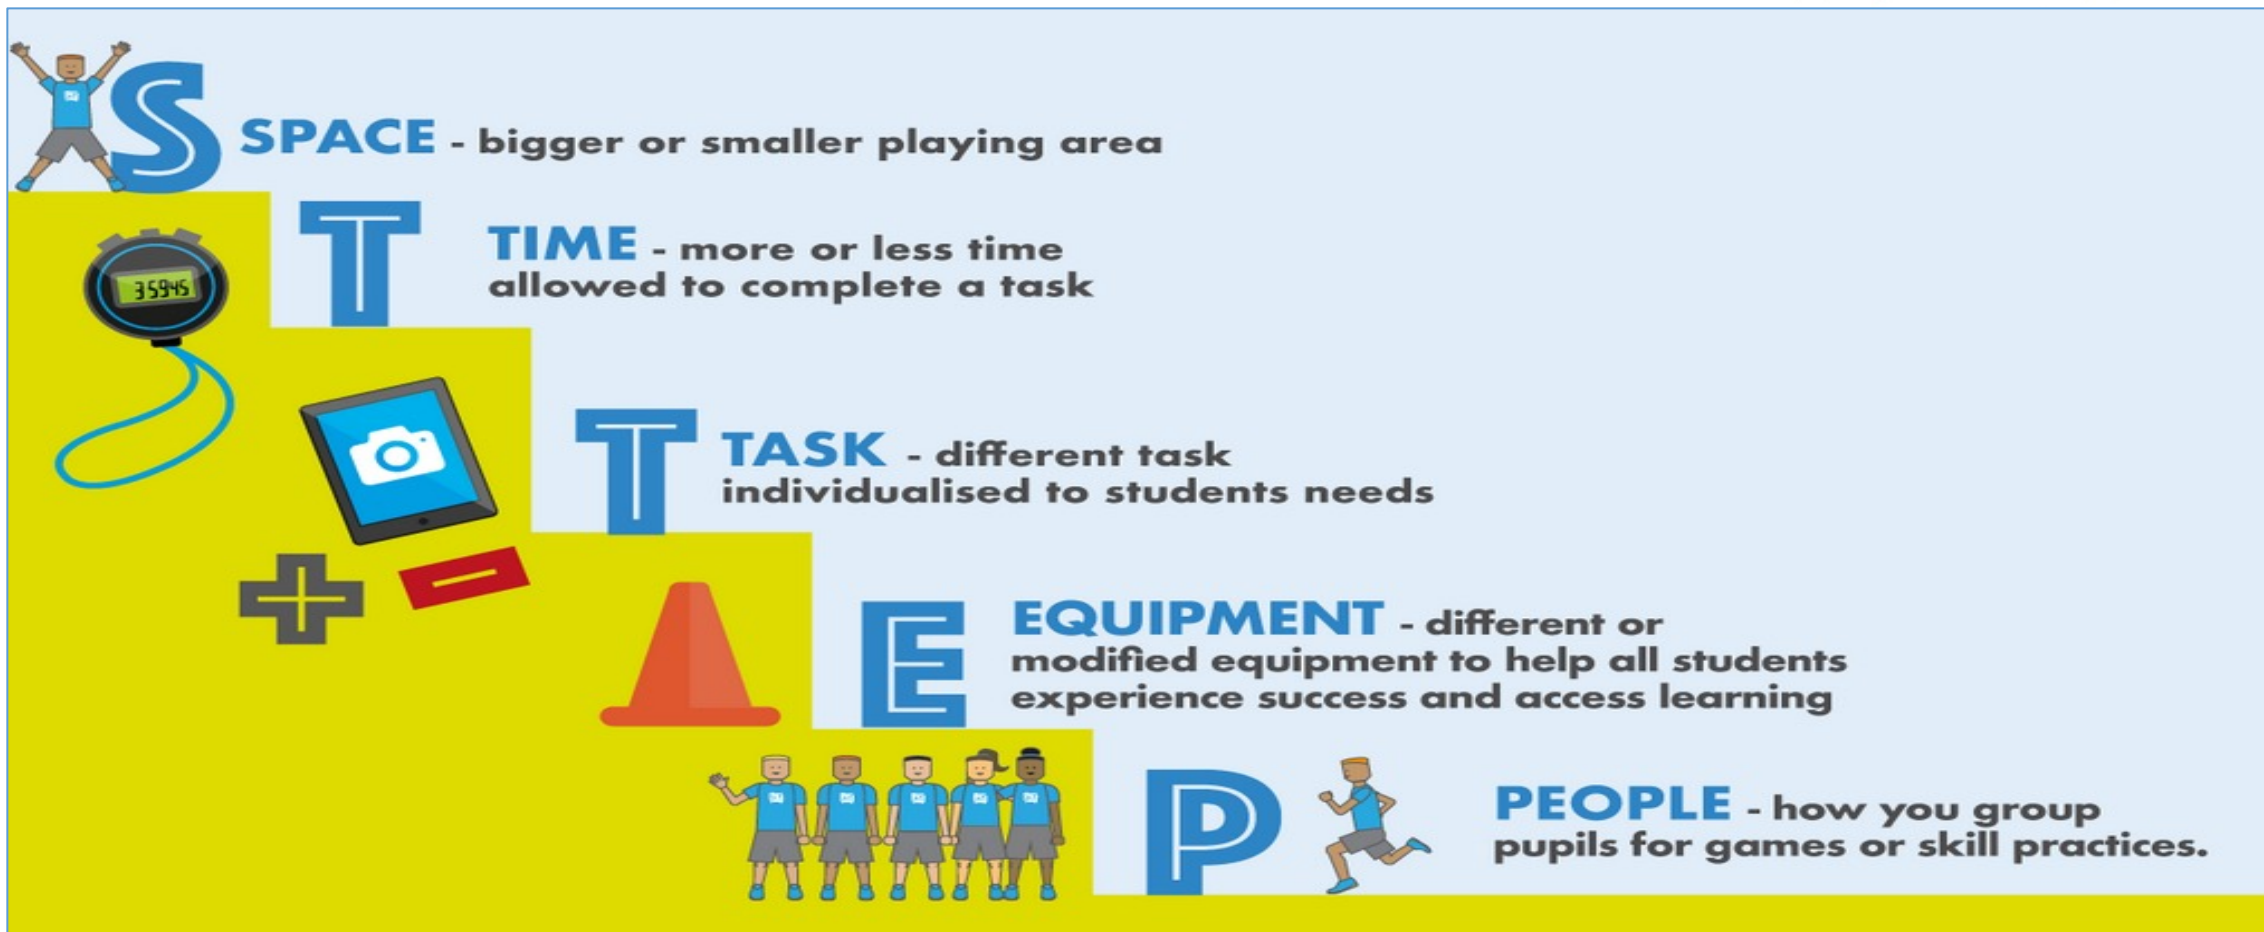 S SPACE - bigger or smaller playing area
T TIME - more or less time
allowed to complete a task
35945
T TASK - different task
individualised to students needs
E EQUIPMENT - different or
modified equipment to help all students
experience success and access learning
P PEOPLE - how you group
pupils for games or skill practices.